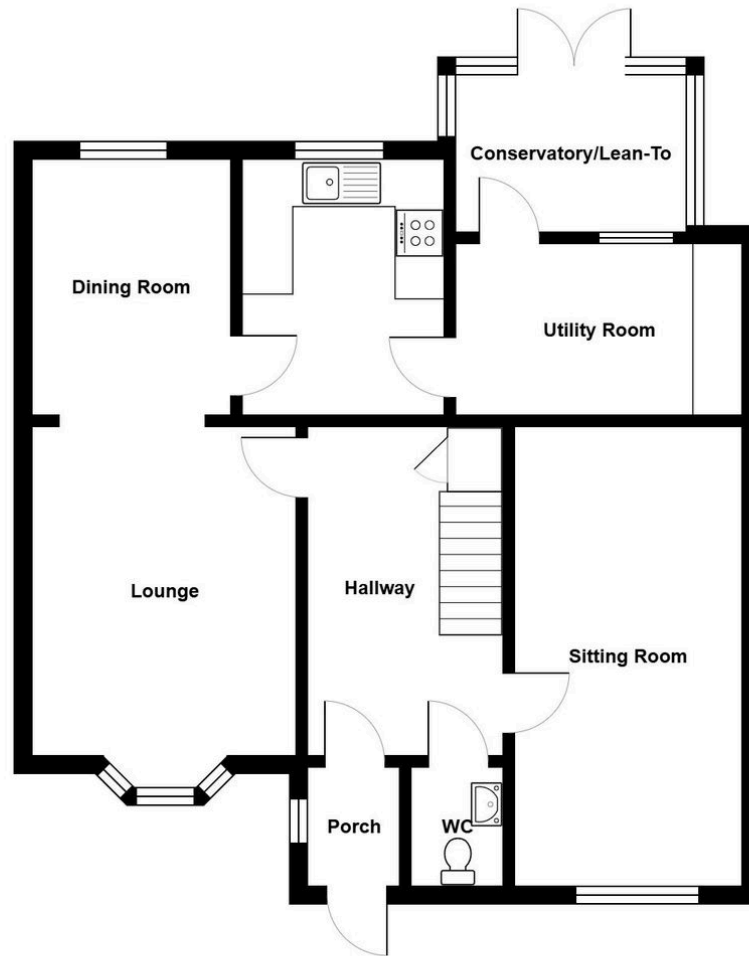 Conservatory/Lean-To
Dining Room
Utility Room
Lounge
Hallway
Sitting Room
Porch
WC